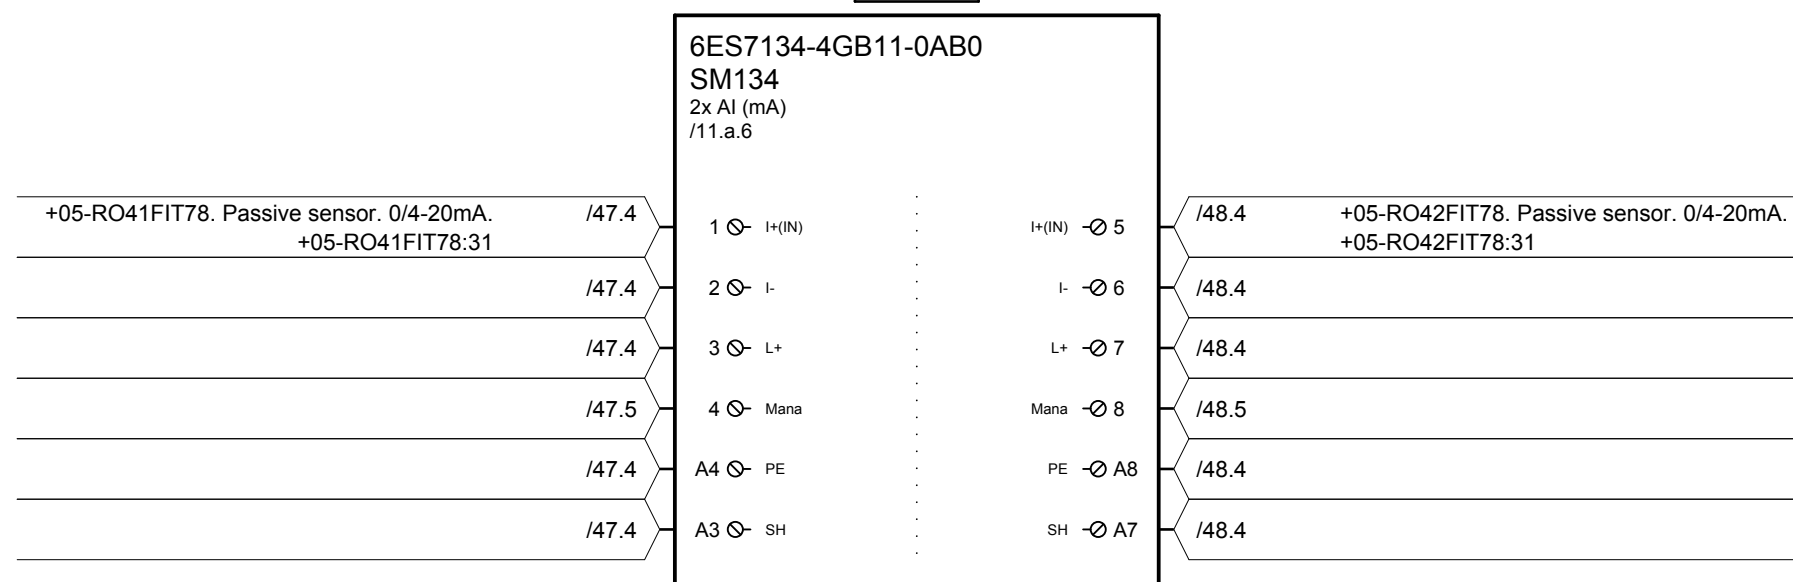 6ES7134-4GB11-0AB0
SM134
2x AI (mA)
/11.a.6
+05-RO41FIT78. Passive sensor. 0/4-20mA. /47.4 1 I+(IN) I+(IN) 5 /48.4 +05-RO42FIT78. Passive sensor. 0/4-20mA.
+05-RO41FIT78:31 +05-RO42FIT78:31
/47.4 2 I- I- 6 /48.4
/47.4 3 L+ L+ 7 /48.4
/47.5 4 Mana Mana 8 /48.5
/47.4 A4 PE PE A8 /48.4
/47.4 A3 SH SH A7 /48.4